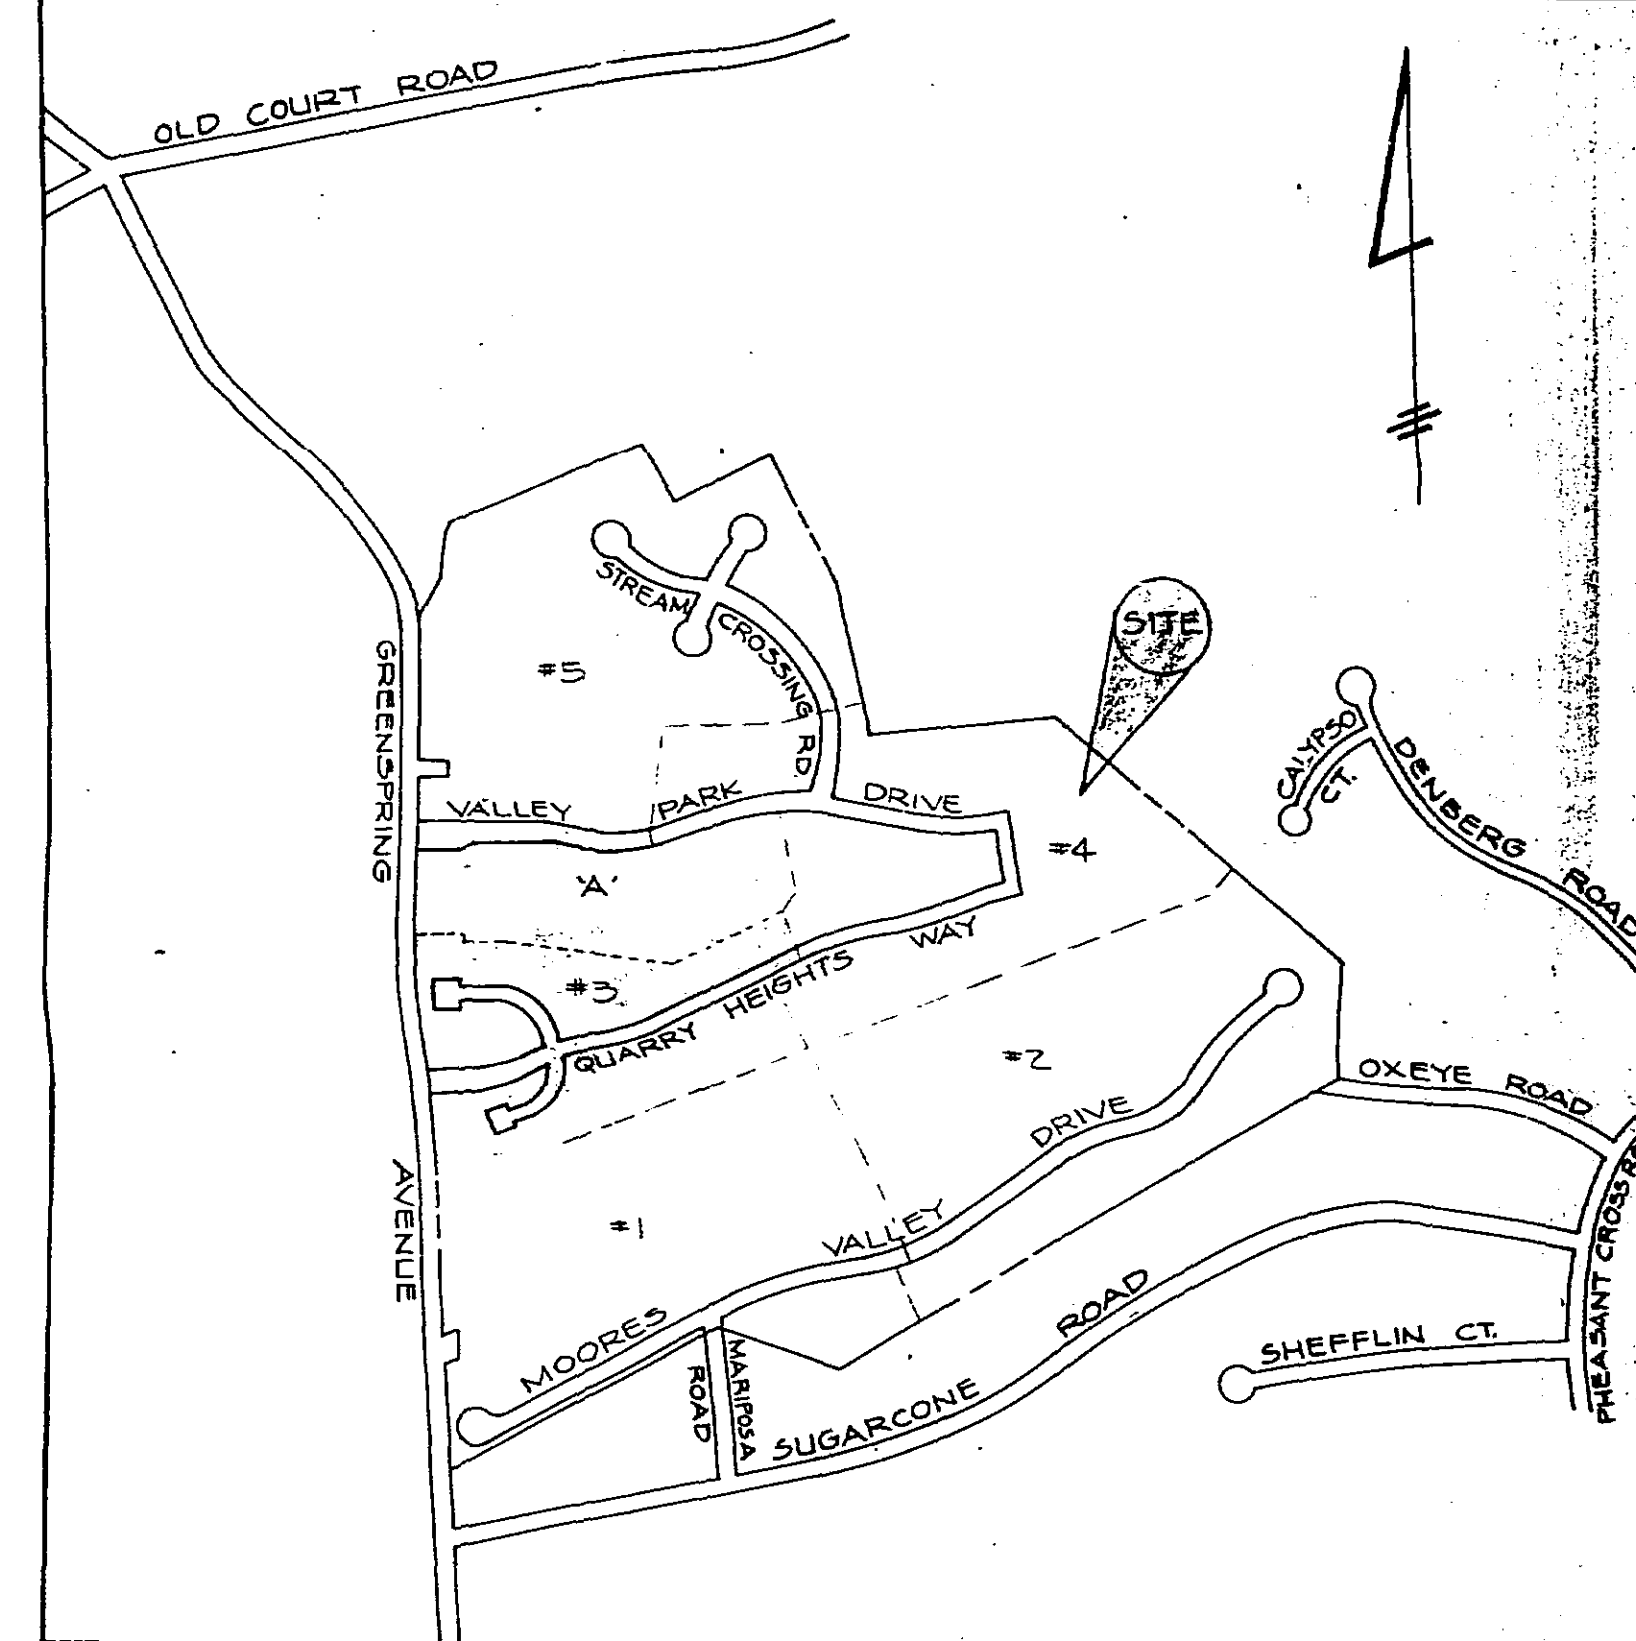 OLD COURT ROAD
STREAM CROSSING RD.
SITE
GREENSPRING AVENUE
#5
CALYPSO CT.
DENBERG ROAD
VALLEY PARK DRIVE
#4
'A'
QUARRY HEIGHTS WAY
#3
#2
OXEYE ROAD
#1
MOORES VALLEY DRIVE
PHEASANT CROSS RD
SHEFFLIN CT.
MARIPOSA ROAD
SUGARCONE ROAD